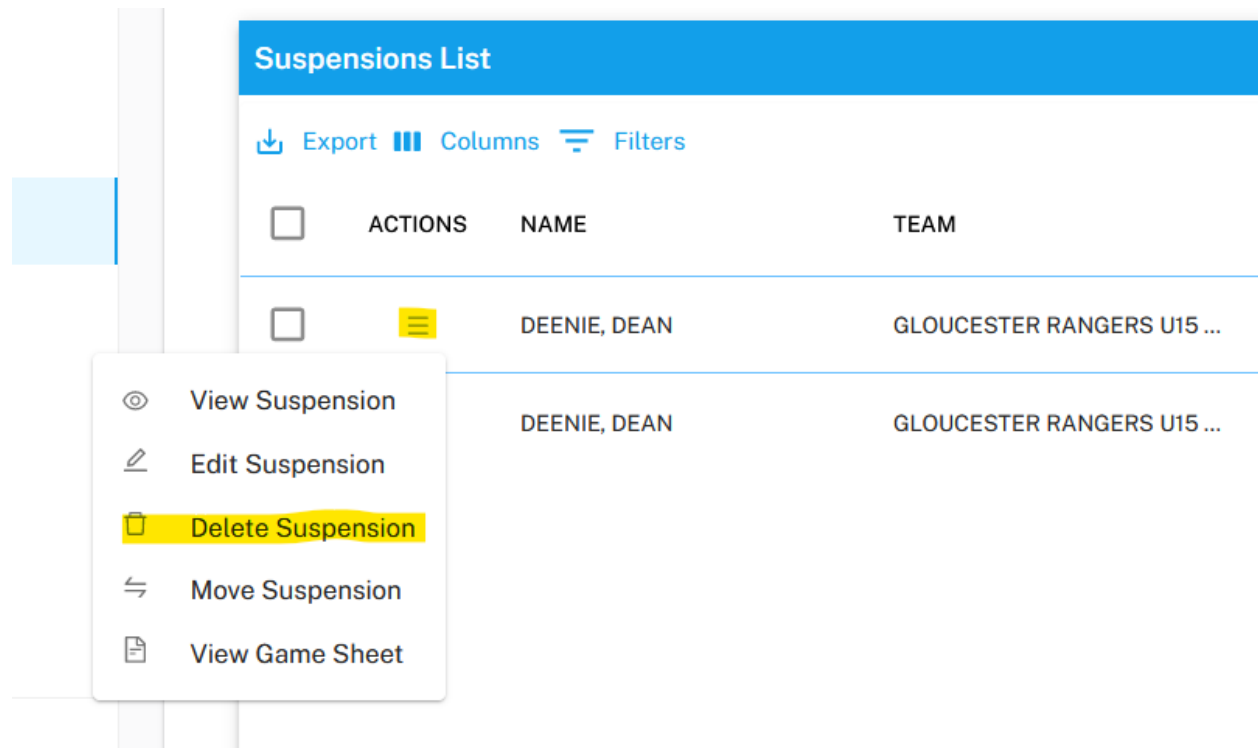 Suspensions List
Export Columns Filters
ACTIONS NAME TEAM
DEENIE, DEAN GLOUCESTER RANGERS U15 ...
View Suspension
DEENIE, DEAN GLOUCESTER RANGERS U15 ...
Edit Suspension
Delete Suspension
Move Suspension
View Game Sheet